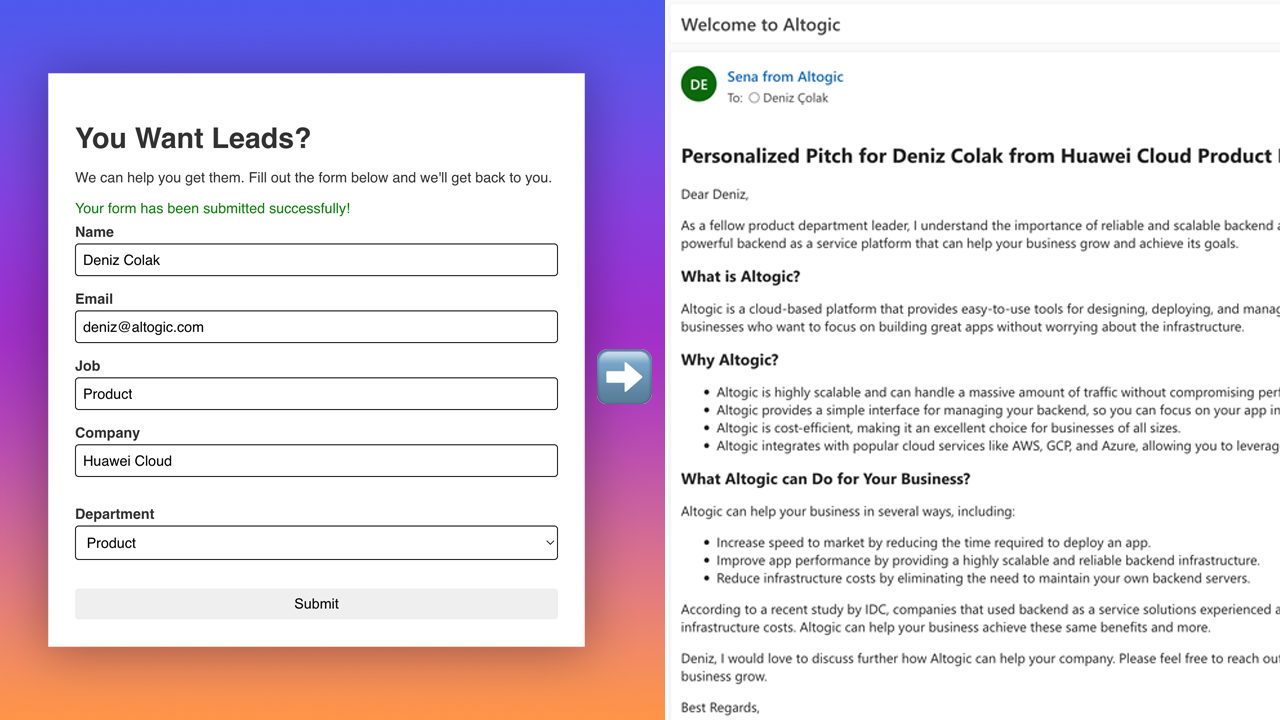 You Want Leads?
We can help you get them. Fill out the form below and we'll get back to you.
Your form has been submitted successfully!
Name
Deniz Colak
Email
deniz@altogic.com
Job
Product
Company
Huawei Cloud
Department
Product
Submit
Welcome to Altogic
DE
Sena from Altogic
To: Deniz Çolak
Personalized Pitch for Deniz Colak from Huawei Cloud Product
Dear Deniz,
As a fellow product department leader, I understand the importance of reliable and scalable backend
powerful backend as a service platform that can help your business grow and achieve its goals.
What is Altogic?
Altogic is a cloud-based platform that provides easy-to-use tools for designing, deploying, and
businesses who want to focus on building great apps without worrying about the infrastructure.
Why Altogic?
• Altogic is highly scalable and can handle a massive amount of traffic without compromising
• Altogic provides a simple interface for managing your backend, so you can focus on your app
• Altogic is cost-efficient, making it an excellent choice for businesses of all sizes.
• Altogic integrates with popular cloud services like AWS, GCP, and Azure, allowing you to
What Altogic can Do for Your Business?
Altogic can help your business in several ways, including:
• Increase speed to market by reducing the time required to deploy an app.
• Improve app performance by providing a highly scalable and reliable backend infrastructure.
• Reduce infrastructure costs by eliminating the need to maintain your own backend servers.
According to a recent study by IDC, companies that used backend as a service solutions experienced
infrastructure costs. Altogic can help your business achieve these same benefits and more.
Deniz, I would love to discuss further how Altogic can help your company. Please feel free to reach
business grow.
Best Regards,